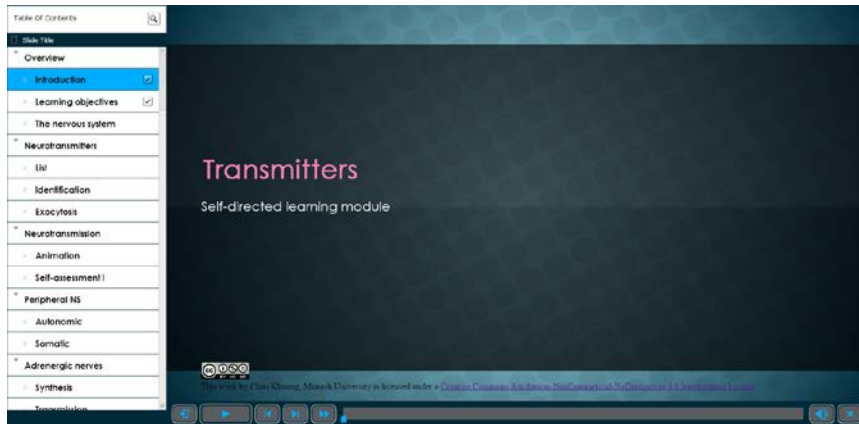 Table Of Contents
Slide Title
Overview
Introduction
Learning objectives
The nervous system
Neurotransmitters
List
Identification
Exocytosis
Neurotransmission
Animation
Self-assessment I
Peripheral NS
Autonomic
Somatic
Adrenergic nerves
Synthesis
Transmission
Transmitters
Self-directed learning module
This work by Monash University is licensed under a Creative Commons Attribution-NonCommercial-NoDerivatives 4.0 International License